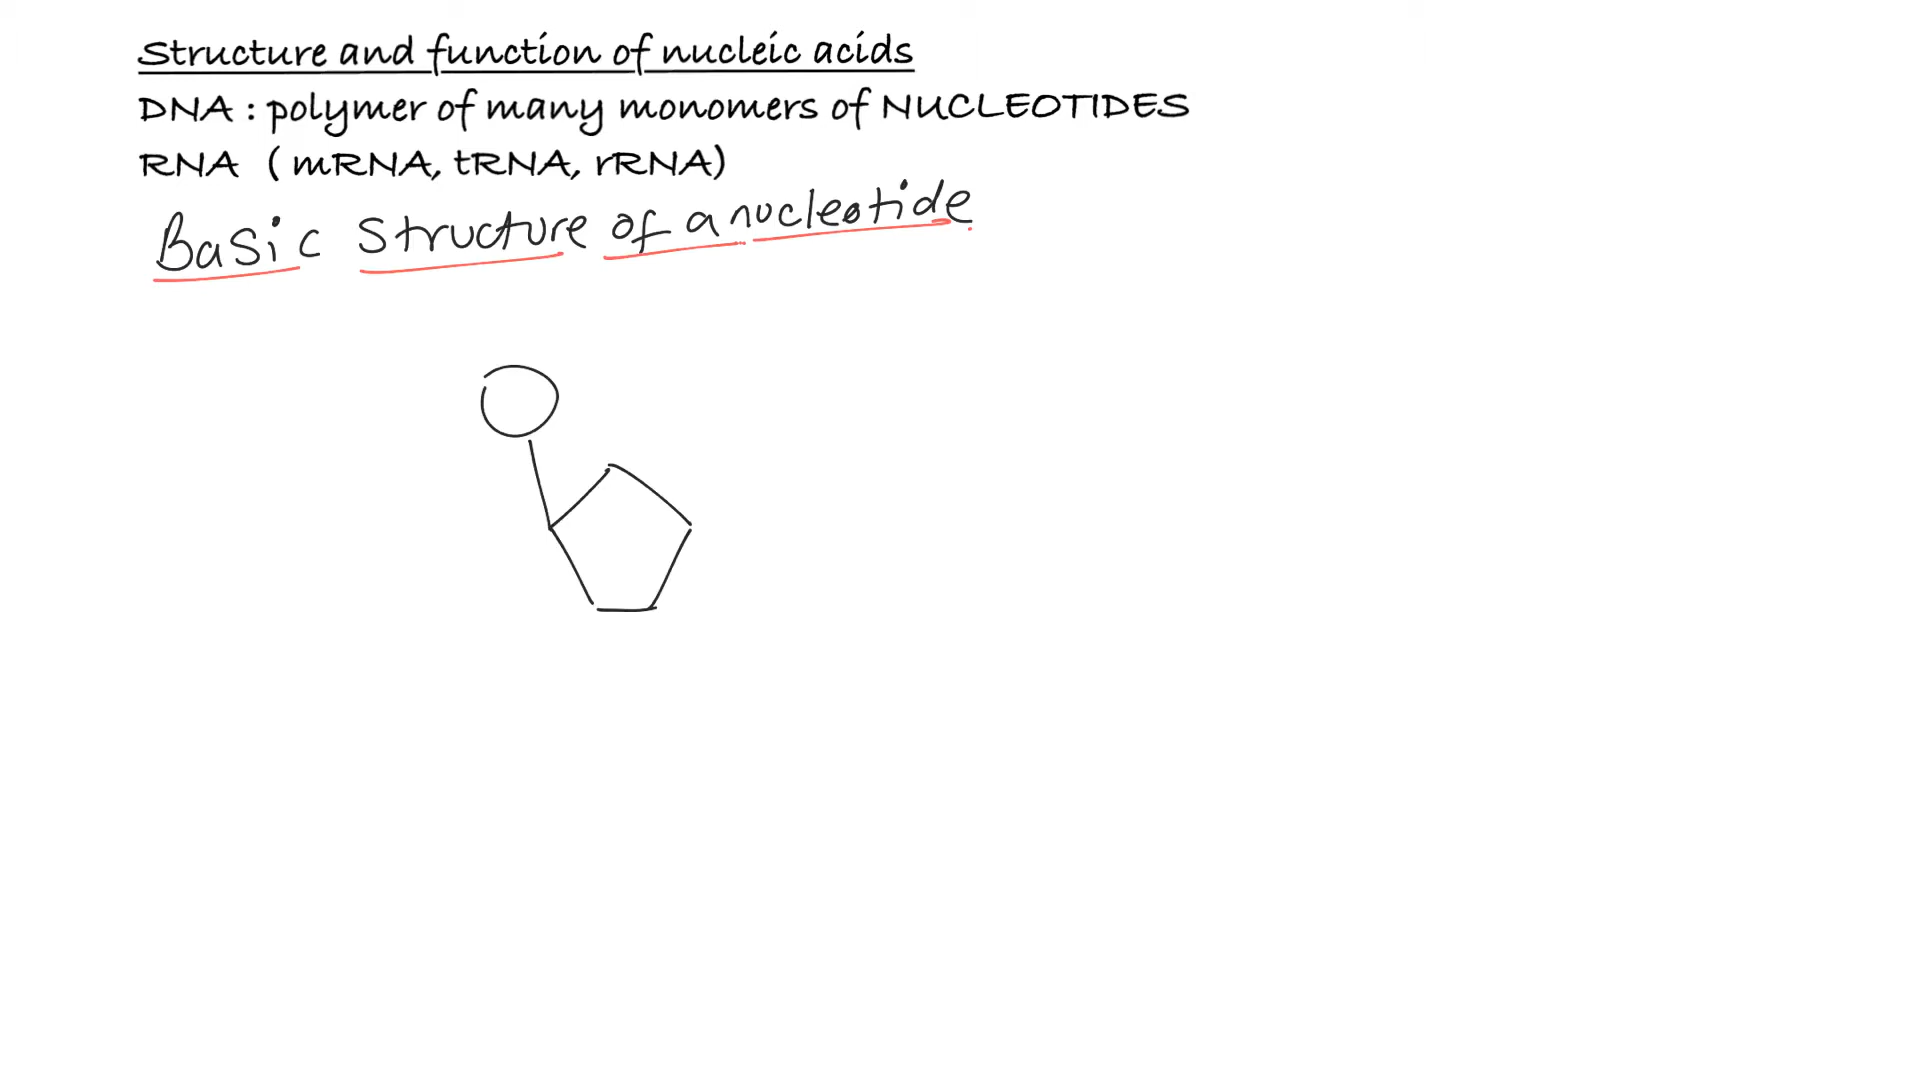 Structure and function of nucleic acids
DNA : polymer of many monomers of NUCLEOTIDES
RNA ( mRNA, tRNA, rRNA)
Basic structure of a nucleotide